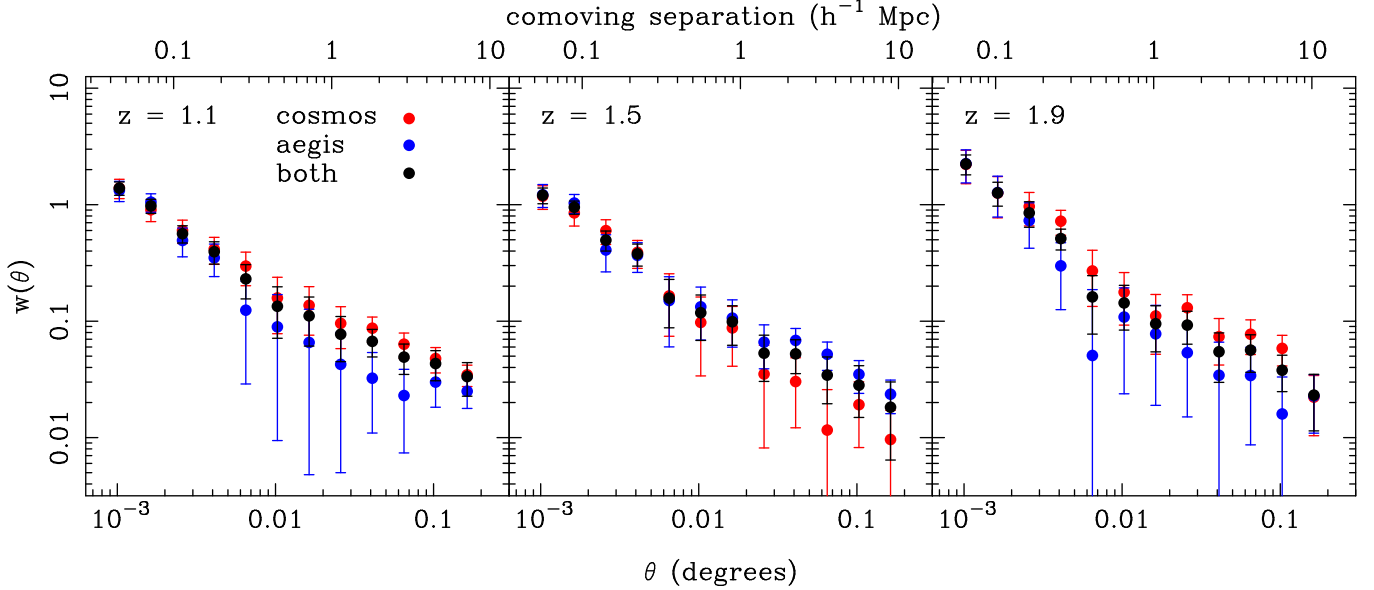 comoving separation (h⁻¹ Mpc)
0.1 1 10 0.1 1 10 0.1 1 10
z = 1.1 cosmos z = 1.5 z = 1.9
aegis
both
10
1
0.1
0.01
w(θ)
10⁻³ 0.01 0.1 10⁻³ 0.01 0.1 10⁻³ 0.01 0.1
θ (degrees)